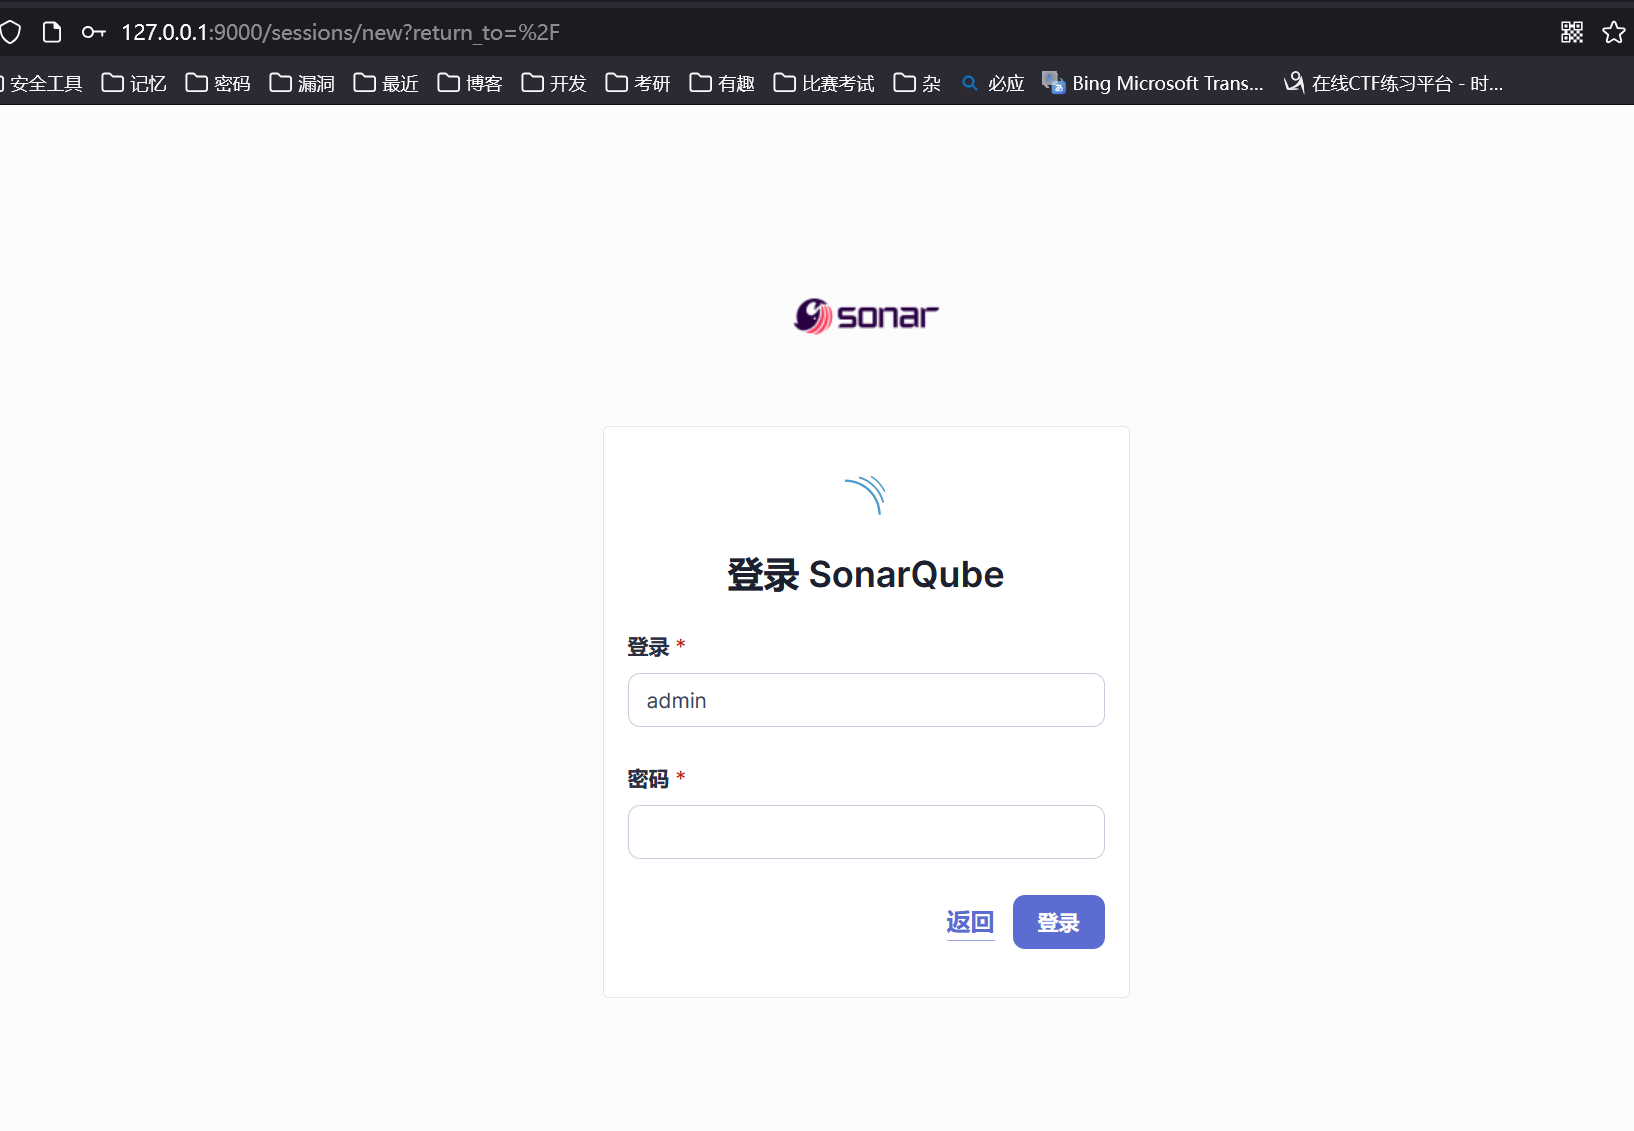 127.0.0.1:9000/sessions/new?return_to=%2F
安全工具 记忆 密码 漏洞 最近 博客 开发 考研 有趣 比赛考试 杂 必应 Bing Microsoft Trans... 在线CTF练习平台 - 时...
sonar
登录 SonarQube
登录 *
admin
密码 *
返回 登录